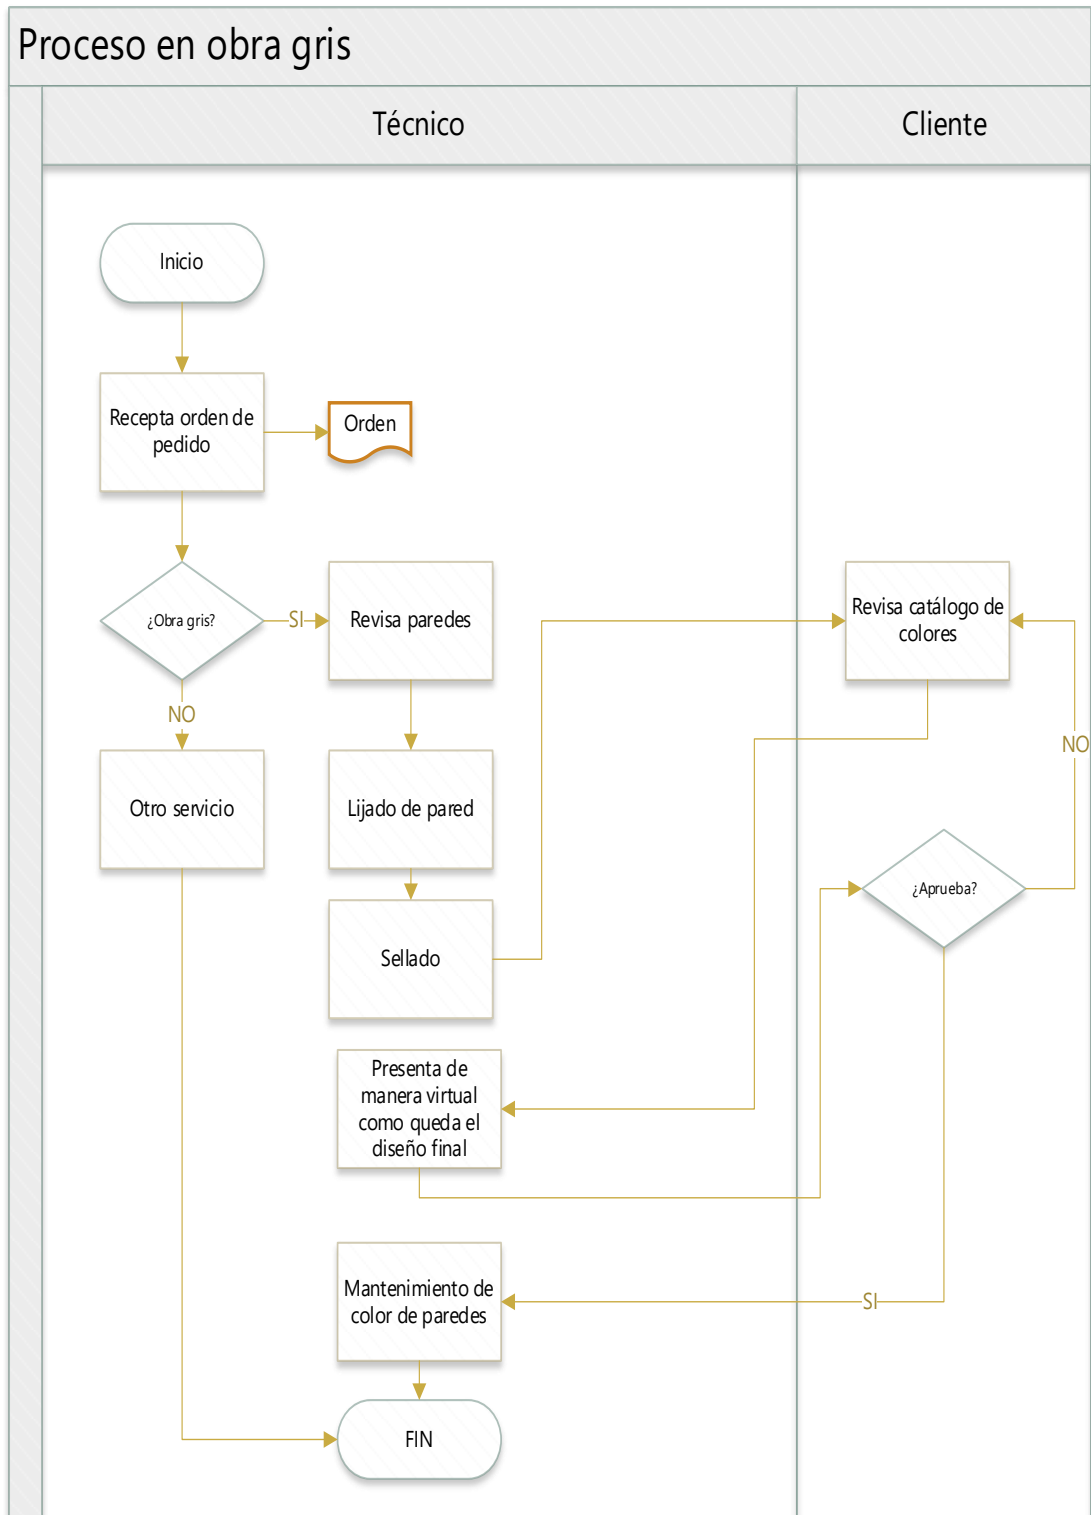 Proceso en obra gris
Técnico
Cliente
Inicio
Recepta orden de
pedido
Orden
¿Obra gris?
SI
Revisa paredes
Revisa catálogo de
colores
NO
NO
Otro servicio
Lijado de pared
¿Aprueba?
Sellado
Presenta de
manera virtual
como queda el
diseño final
Mantenimiento de
color de paredes
SI
FIN